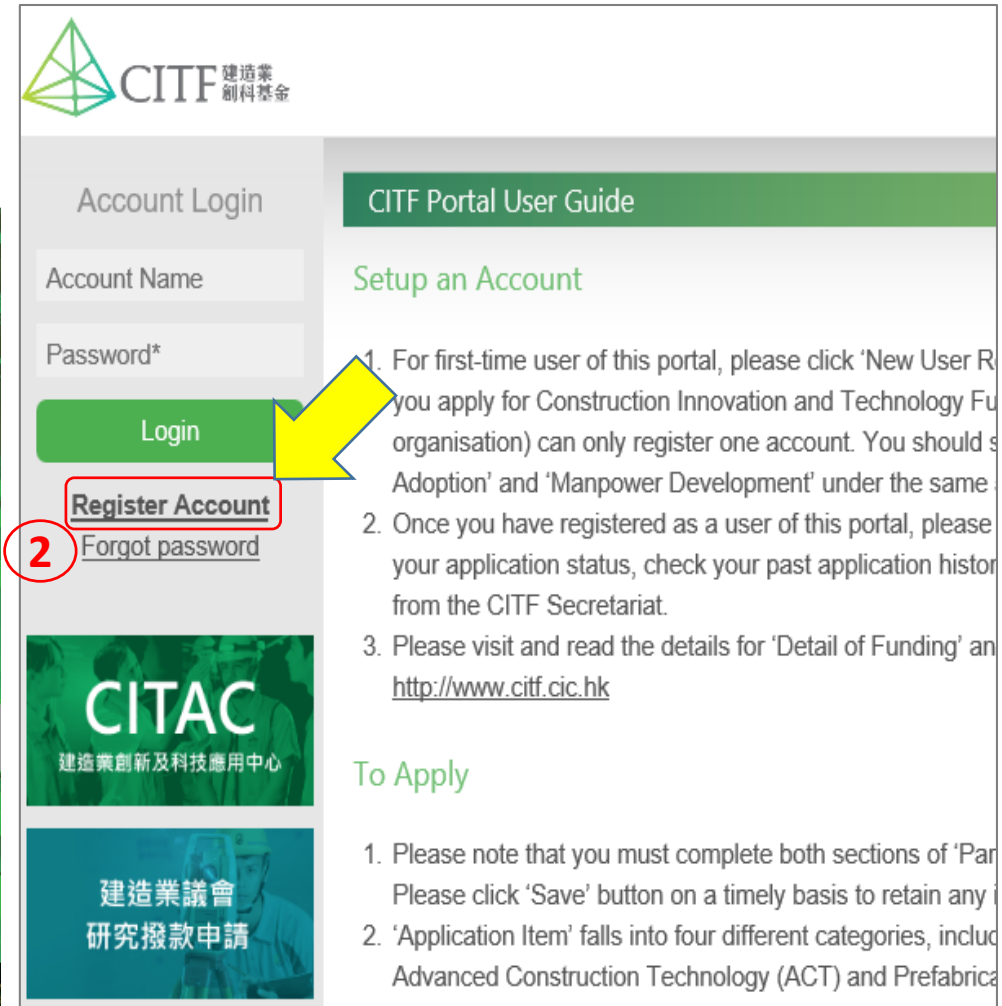 CITF 建造業
創科基金
Account Login
Account Name
Password*
Login
Register Account
2
Forgot password
CITAC
建造業創新及科技應用中心
建造業議會
研究撥款申請
CITF Portal User Guide
Setup an Account
1. For first-time user of this portal, please click ‘New User R
you apply for Construction Innovation and Technology Fu
organisation) can only register one account. You should s
Adoption’ and ‘Manpower Development’ under the same
2. Once you have registered as a user of this portal, please
your application status, check your past application histor
from the CITF Secretariat.
3. Please visit and read the details for ‘Detail of Funding’ an
http://www.citf.cic.hk
To Apply
1. Please note that you must complete both sections of ‘Par
Please click ‘Save’ button on a timely basis to retain any
2. ‘Application Item’ falls into four different categories, includ
Advanced Construction Technology (ACT) and Prefabrica